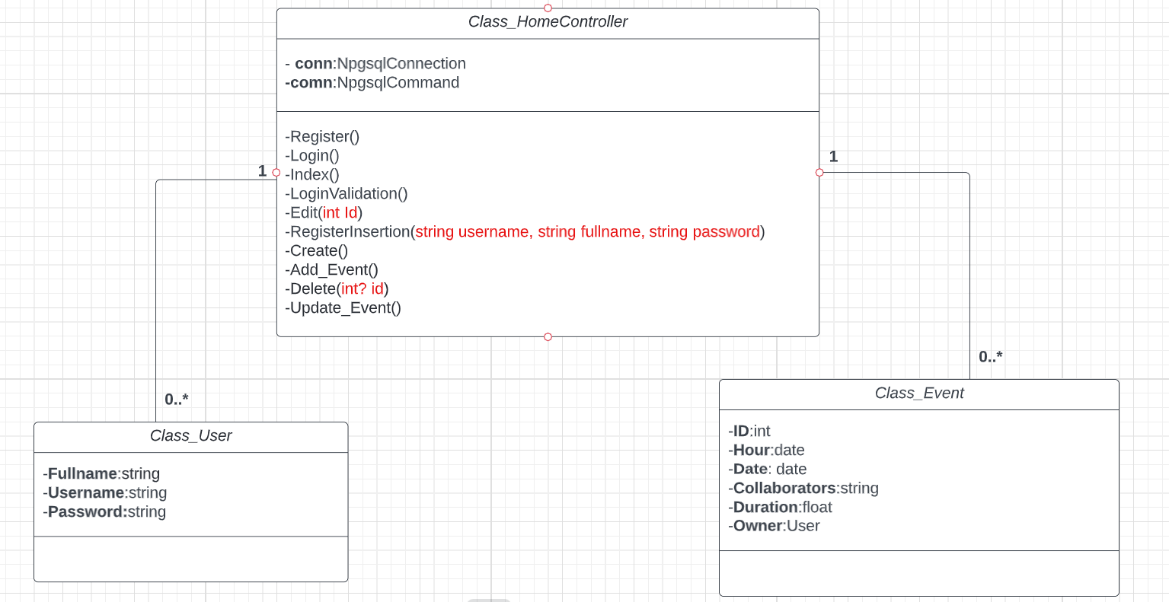 Class_HomeController
- conn:NpgsqlConnection
-comn:NpgsqlCommand
-Register()
-Login()
-Index()
-LoginValidation()
-Edit(int Id)
-RegisterInsertion(string username, string fullname, string password)
-Create()
-Add_Event()
-Delete(int? id)
-Update_Event()
1
1
0..*
0..*
Class_User
-Fullname:string
-Username:string
-Password:string
Class_Event
-ID:int
-Hour:date
-Date: date
-Collaborators:string
-Duration:float
-Owner:User